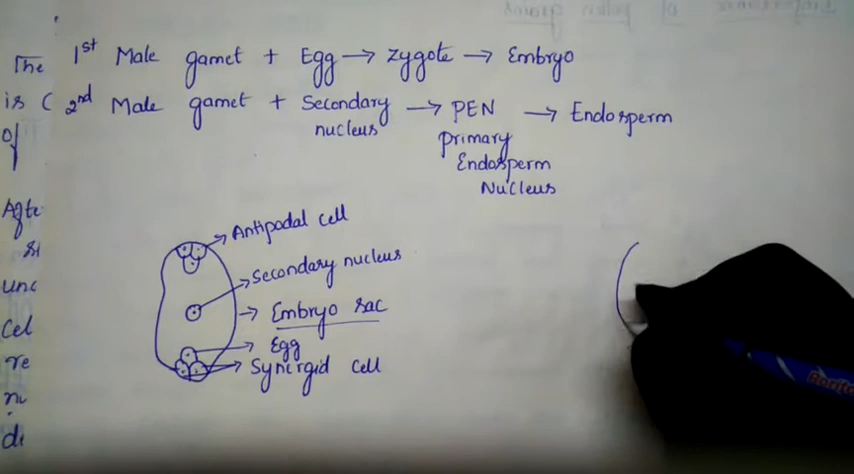 The 1st Male gamet + Egg → zygote → Embryo
is ( 2nd Male gamet + Secondary nucleus → PEN → Endosperm
Primary
Endosperm
Nucleus
of
Antipodal cell
Secondary nucleus
Embryo sac
Egg
Synergid cell
unc
cel
re